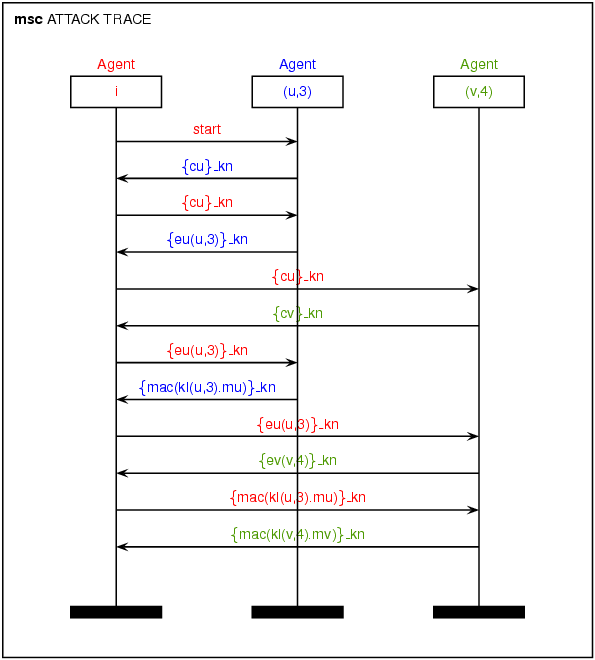 msc ATTACK TRACE
Agent Agent Agent
i (u,3) (v,4)
start
{cu}_kn
{cu}_kn
{eu(u,3)}_kn
{cu}_kn
{cv}_kn
{eu(u,3)}_kn
{mac(kl(u,3).mu)}_kn
{eu(u,3)}_kn
{ev(v,4)}_kn
{mac(kl(u,3).mu)}_kn
{mac(kl(v,4).mv)}_kn